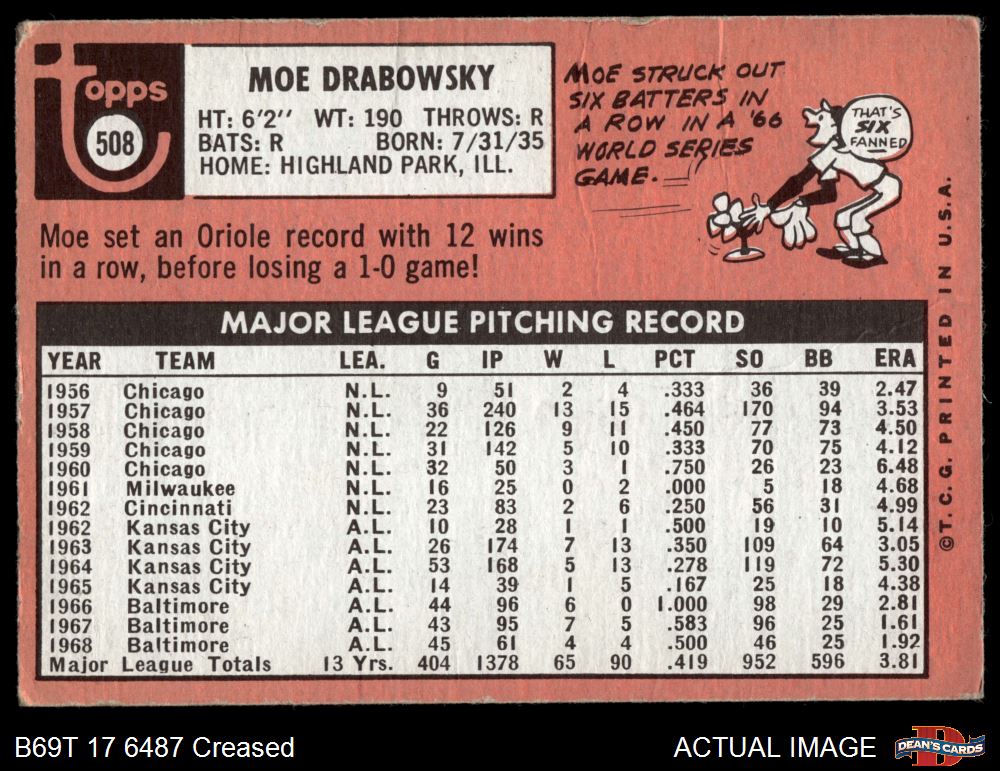 topps
508
MOE DRABOWSKY
HT: 6'2" WT: 190 THROWS: R
BATS: R BORN: 7/31/35
HOME: HIGHLAND PARK, ILL.
MOE STRUCK OUT
SIX BATTERS IN
A ROW IN A '66
WORLD SERIES
GAME.
THAT'S
SIX
FANNED
Moe set an Oriole record with 12 wins
in a row, before losing a 1-0 game!
MAJOR LEAGUE PITCHING RECORD
YEAR TEAM LEA. G IP W L PCT SO BB ERA
1956 Chicago N.L. 9 51 2 4 .333 36 39 2.47
1957 Chicago N.L. 36 240 13 15 .464 170 94 3.53
1958 Chicago N.L. 22 126 9 11 .450 77 73 4.50
1959 Chicago N.L. 31 142 5 10 .333 70 75 4.12
1960 Chicago N.L. 32 50 3 1 .750 26 23 6.48
1961 Milwaukee N.L. 16 25 0 2 .000 5 18 4.68
1962 Cincinnati N.L. 23 83 2 6 .250 56 31 4.99
1962 Kansas City A.L. 10 28 1 1 .500 19 10 5.14
1963 Kansas City A.L. 26 174 7 13 .350 109 64 3.05
1964 Kansas City A.L. 53 168 5 13 .278 119 72 5.30
1965 Kansas City A.L. 14 39 1 5 .167 25 18 4.38
1966 Baltimore A.L. 44 96 6 0 1.000 98 29 2.81
1967 Baltimore A.L. 43 95 7 5 .583 96 25 1.61
1968 Baltimore A.L. 45 61 4 4 .500 46 25 1.92
Major League Totals 13 Yrs. 404 1378 65 90 .419 952 596 3.81
©T. C. G. PRINTED IN U.S.A.
B69T 17 6487 Creased
ACTUAL IMAGE
D
DEAN'S CARDS